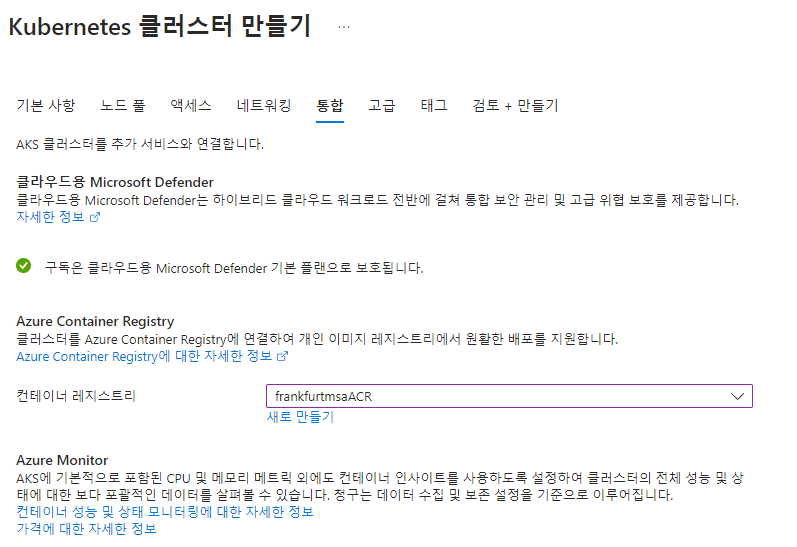 Kubernetes 클러스터 만들기 ...
기본 사항 노드 풀 액세스 네트워킹 통합 고급 태그 검토 + 만들기
AKS 클러스터를 추가 서비스와 연결합니다.
클라우드용 Microsoft Defender
클라우드용 Microsoft Defender는 하이브리드 클라우드 워크로드 전반에 걸쳐 통합 보안 관리 및 고급 위협 보호를 제공합니다.
자세한 정보
구독은 클라우드용 Microsoft Defender 기본 플랜으로 보호됩니다.
Azure Container Registry
클러스터를 Azure Container Registry에 연결하여 개인 이미지 레지스트리에서 원활한 배포를 지원합니다.
Azure Container Registry에 대한 자세한 정보
컨테이너 레지스트리 frankfurtmsaACR
새로 만들기
Azure Monitor
AKS에 기본적으로 포함된 CPU 및 메모리 메트릭 외에도 컨테이너 인사이트를 사용하도록 설정하여 클러스터의 전체 성능 및 상
태에 대한 보다 포괄적인 데이터를 살펴볼 수 있습니다. 청구는 데이터 수집 및 보존 설정을 기준으로 이루어집니다.
컨테이너 성능 및 상태 모니터링에 대한 자세한 정보
가격에 대한 자세한 정보